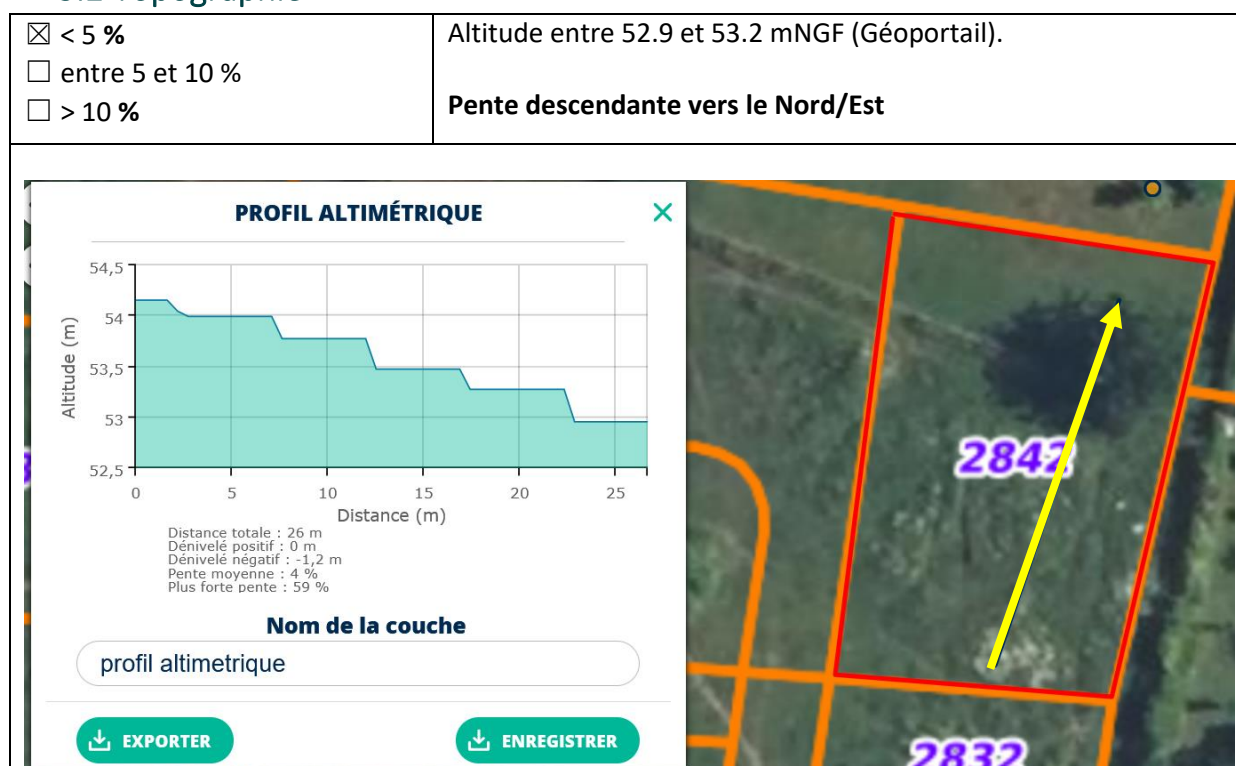 ☒ < 5 %
☐ entre 5 et 10 %
☐ > 10 %
Altitude entre 52.9 et 53.2 mNGF (Géoportail).
Pente descendante vers le Nord/Est
PROFIL ALTIMÉTRIQUE
54,5
54
53,5
53
52,5
Altitude (m)
0 5 10 15 20 25
Distance (m)
Distance totale : 26 m
Dénivelé positif : 0 m
Dénivelé négatif : -1,2 m
Pente moyenne : 4 %
Plus forte pente : 59 %
Nom de la couche
profil altimetrique
EXPORTER
ENREGISTRER
2842
2832